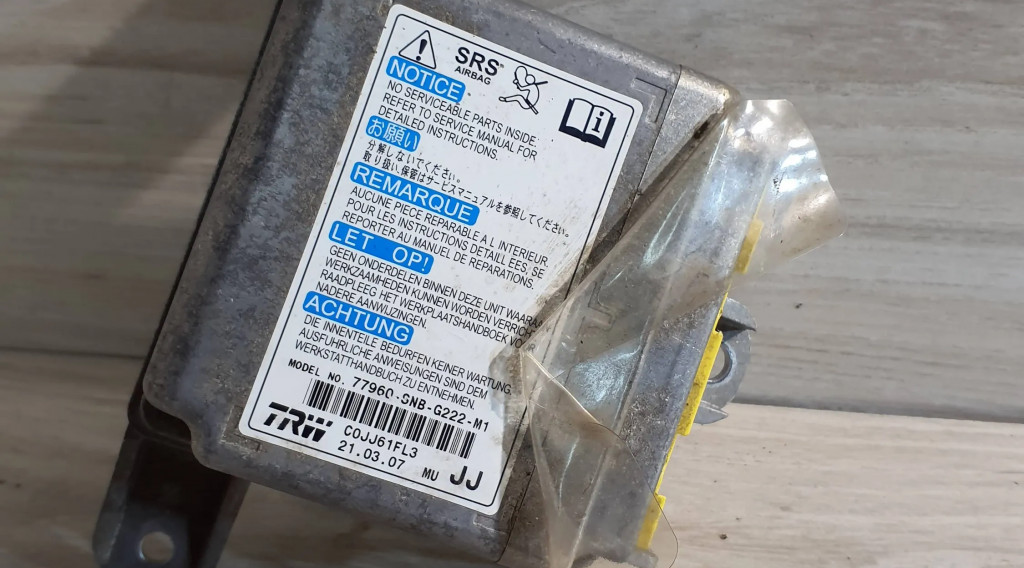 SRS
AIRBAG
NOTICE
NO SERVICEABLE PARTS INSIDE.
REFER TO SERVICE MANUAL FOR
DETAILED INSTRUCTIONS.
お願い
分解しないでください。
取り扱い、保管はサービスマニュアルを参照してください。
REMARQUE
AUCUNE PIECE REPARABLE A L INTERIEUR
POUR LES INSTRUCTIONS DETAILLEES, SE
REPORTER AU MANUEL DE REPARATIONS.
LET OP!
GEEN ONDERDELEN BINNEN DEZE UNIT
WERKZAAMHEDEN KUNNEN WORDEN
RAADPLEEG HET WERKPLAATSHANDBOEK
NADERE AANWIJZINGEN.
ACHTUNG
DIE INNENTEILE BEDURFEN KEINER WARTUNG.
AUSFUHRLICHE ANWEISUNGEN SIND DEM
WERKSTATTHANDBUCH ZU ENTNEHMEN.
MODEL NO. 77960-SNB-G222-M1
TRW
C0JJ61FL3
21.03.07 MU JJ